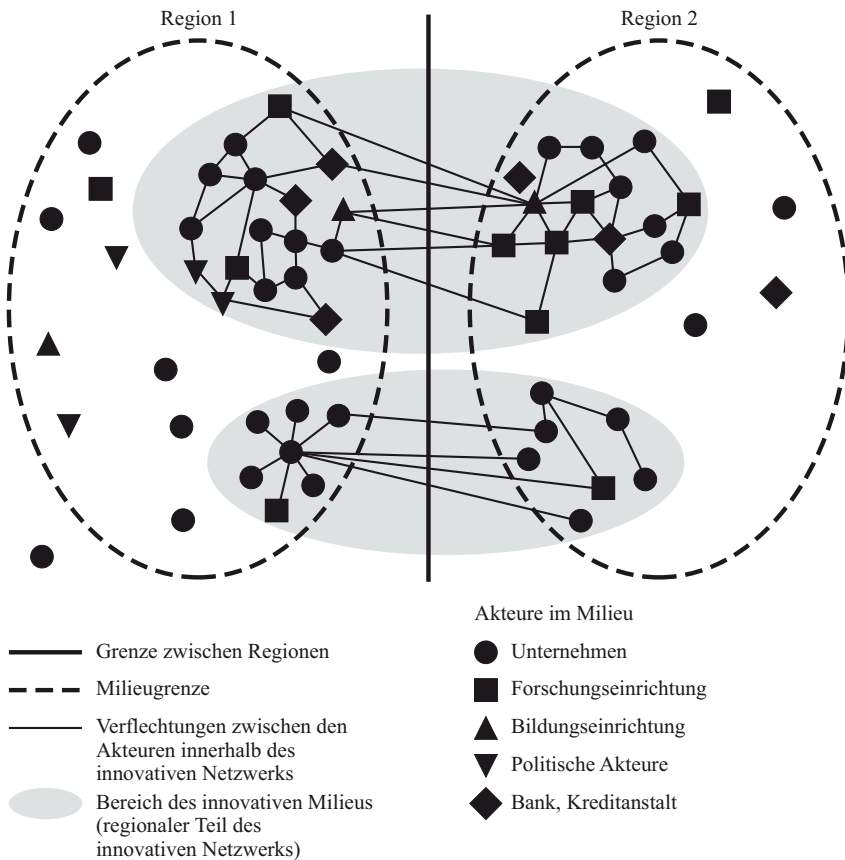 Region 1
Region 2
Grenze zwischen Regionen
Milieugrenze
Verflechtungen zwischen den
Akteuren innerhalb des
innovativen Netzwerks
Bereich des innovativen Milieus
(regionaler Teil des
innovativen Netzwerks)
Akteure im Milieu
Unternehmen
Forschungseinrichtung
Bildungseinrichtung
Politische Akteure
Bank, Kreditanstalt